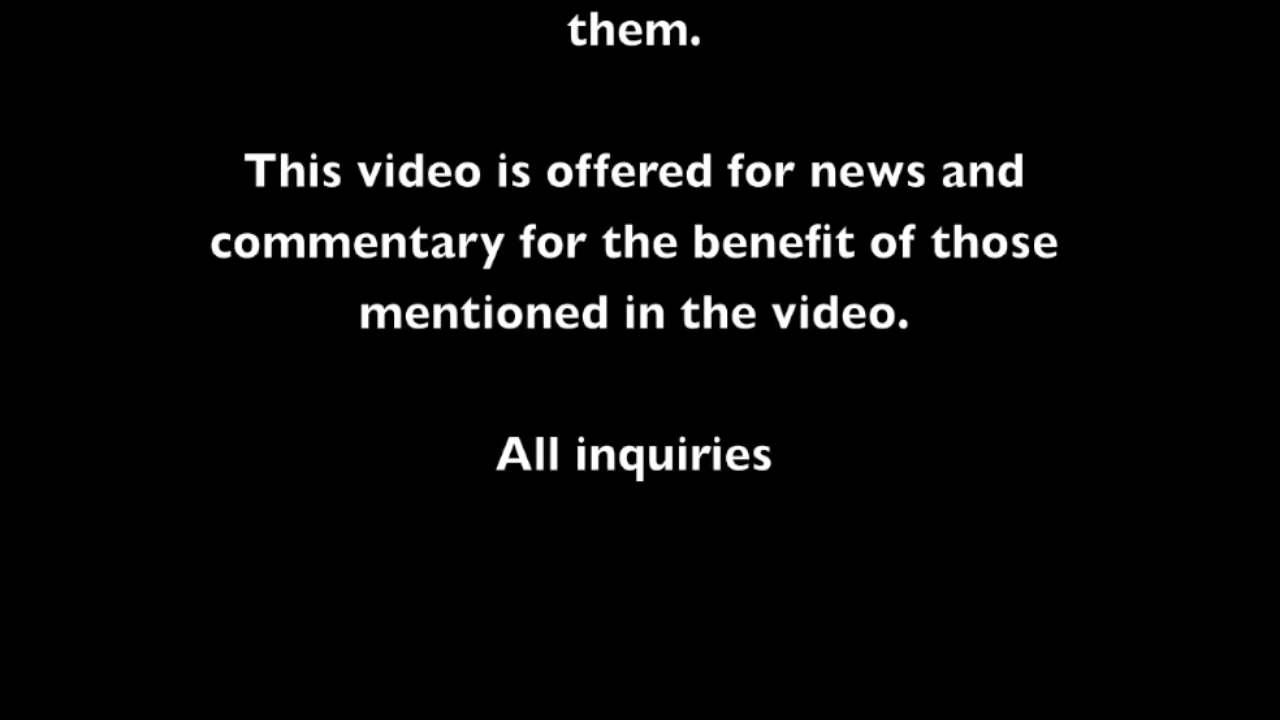 them.
This video is offered for news and
commentary for the benefit of those
mentioned in the video.
All inquiries